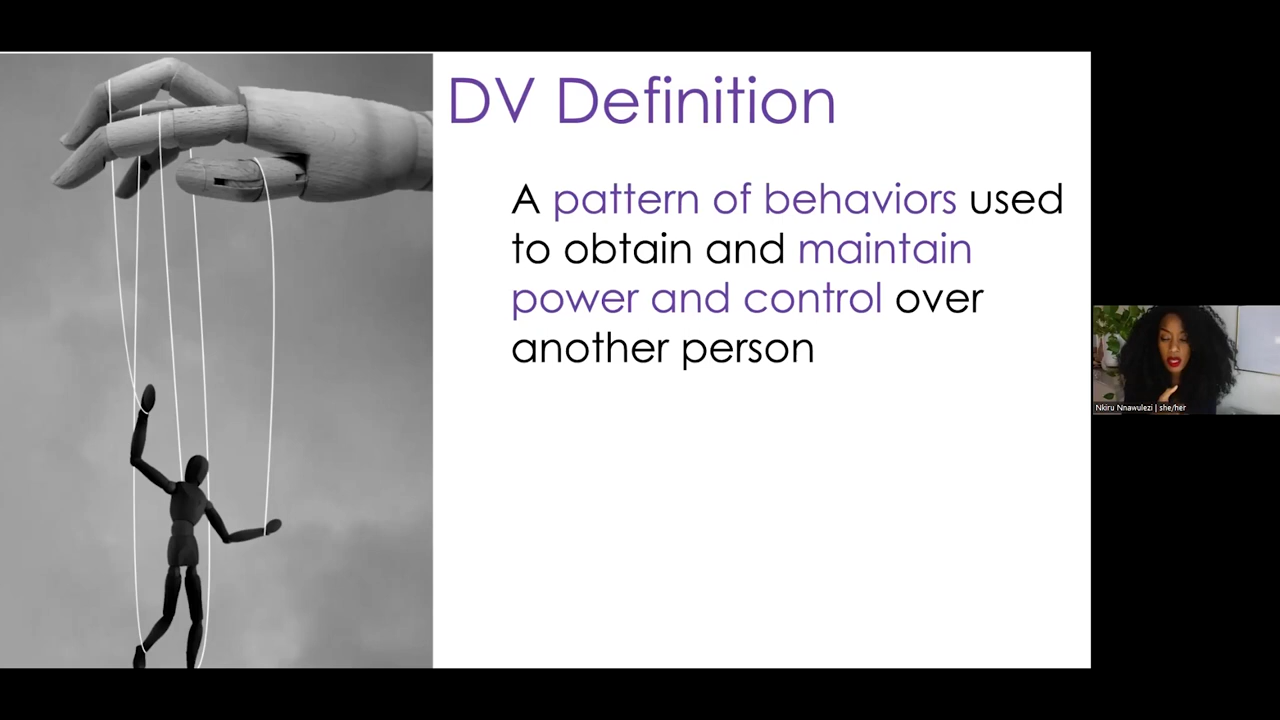 DV Definition
A pattern of behaviors used
to obtain and maintain
power and control over
another person
Nkiru Nnawulezi | she/her